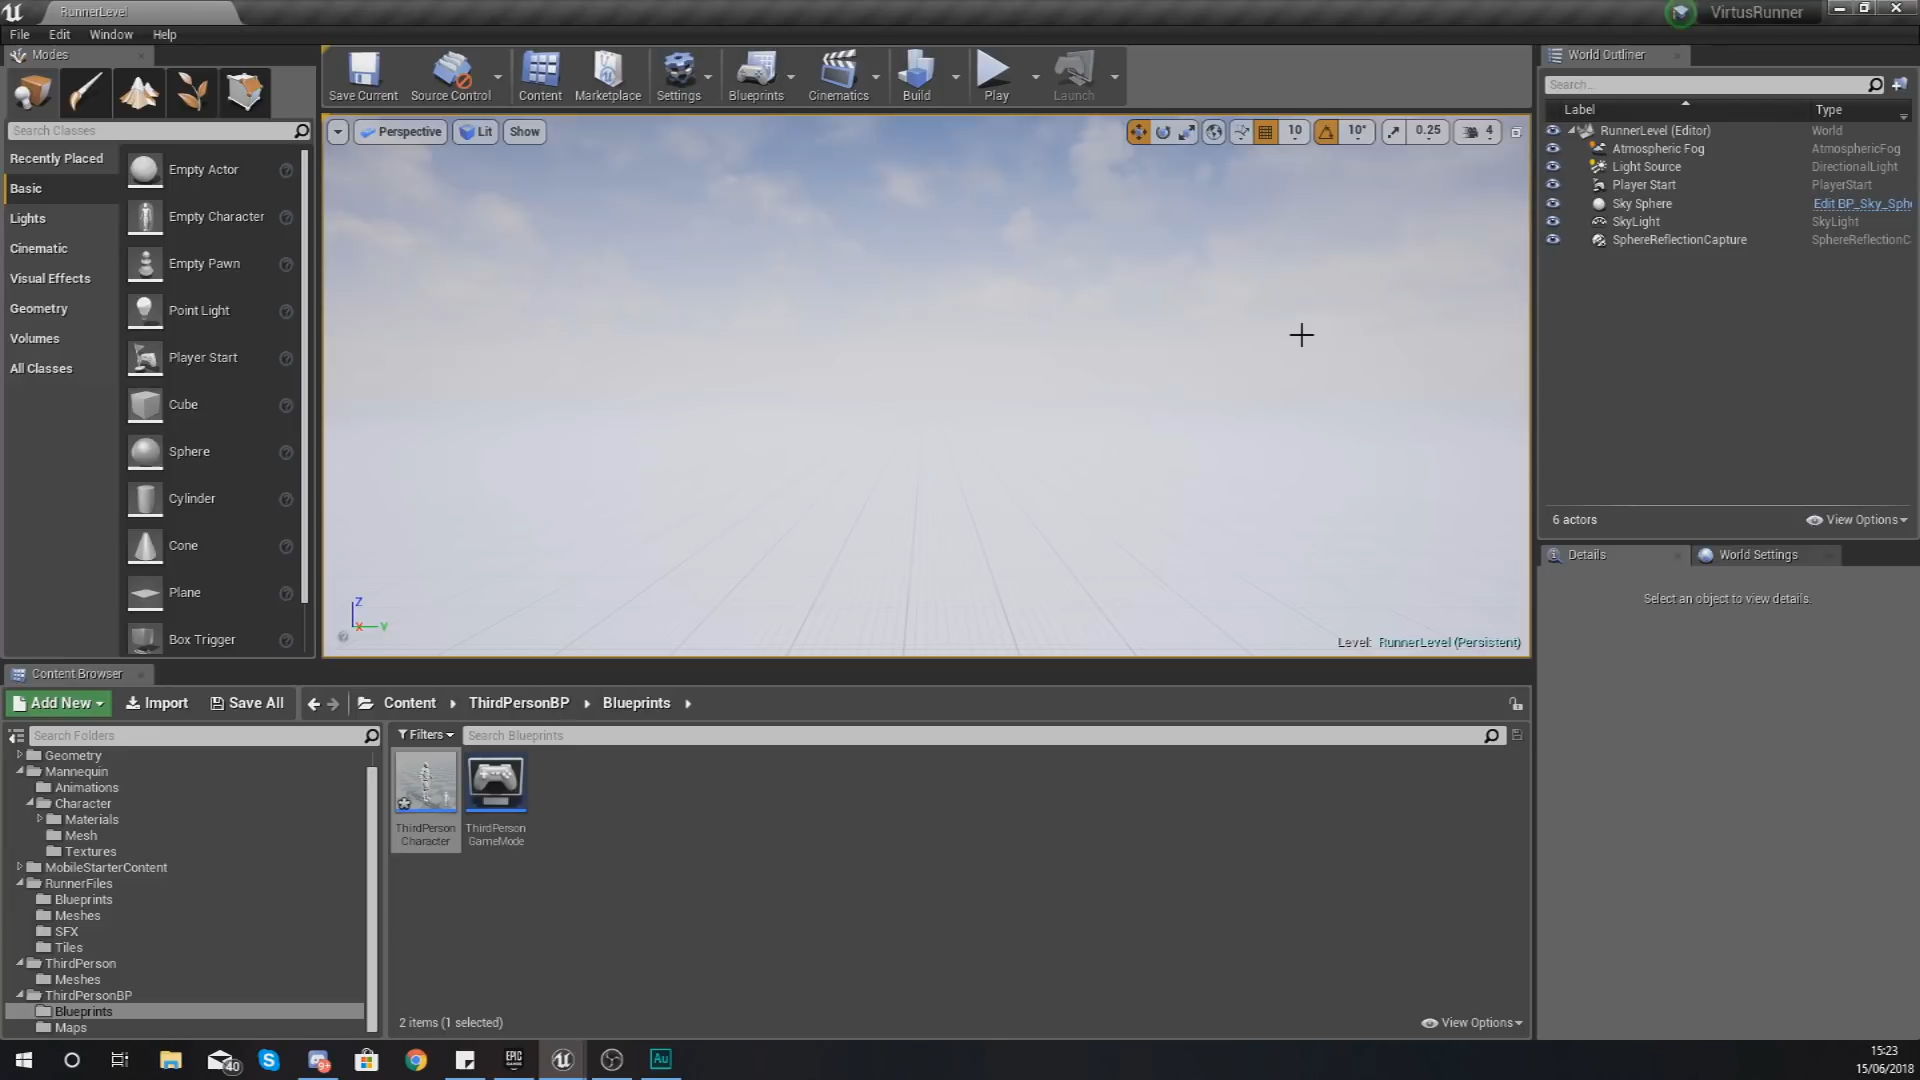 RunnerLevel
VirtusRunner
File Edit Window Help
Modes
Save Current
Source Control
Content
Marketplace
Settings
Blueprints
Cinematics
Build
Play
Launch
Search Classes
Recently Placed
Basic
Lights
Cinematic
Visual Effects
Geometry
Volumes
All Classes
Empty Actor
Empty Character
Empty Pawn
Point Light
Player Start
Cube
Sphere
Cylinder
Cone
Plane
Box Trigger
Perspective Lit Show
10 10° 0.25 4
Z
X Y
Level: RunnerLevel (Persistent)
World Outliner
Search...
Label Type
RunnerLevel (Editor) World
Atmospheric Fog AtmosphericFog
Light Source DirectionalLight
Player Start PlayerStart
Sky Sphere Edit BP_Sky_Sphe
SkyLight SkyLight
SphereReflectionCapture SphereReflectionC
6 actors View Options
Details World Settings
Select an object to view details.
Content Browser
Add New Import Save All Content ThirdPersonBP Blueprints
Search Folders
Filters Search Blueprints
Geometry
Mannequin
Animations
Character
Materials
Mesh
Textures
MobileStarterContent
RunnerFiles
Blueprints
Meshes
SFX
Tiles
ThirdPerson
Meshes
ThirdPersonBP
Blueprints
Maps
ThirdPerson
Character
ThirdPerson
GameMode
2 items (1 selected) View Options
40
9+
EPIC
GAMES
Au
15:23
15/06/2018